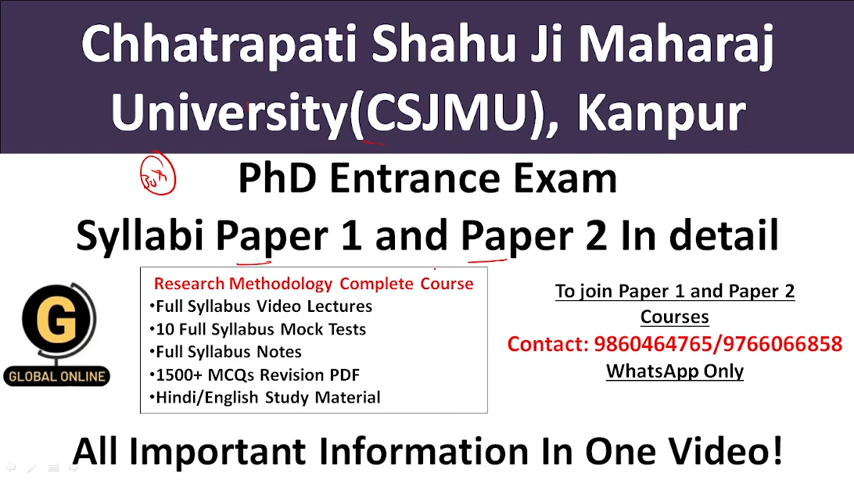 Chhatrapati Shahu Ji Maharaj
University(CSJMU), Kanpur
PhD Entrance Exam
Syllabi Paper 1 and Paper 2 In detail
Research Methodology Complete Course
•Full Syllabus Video Lectures
•10 Full Syllabus Mock Tests
•Full Syllabus Notes
•1500+ MCQs Revision PDF
•Hindi/English Study Material
G
GLOBAL ONLINE
To join Paper 1 and Paper 2
Courses
Contact: 9860464765/9766066858
WhatsApp Only
All Important Information In One Video!